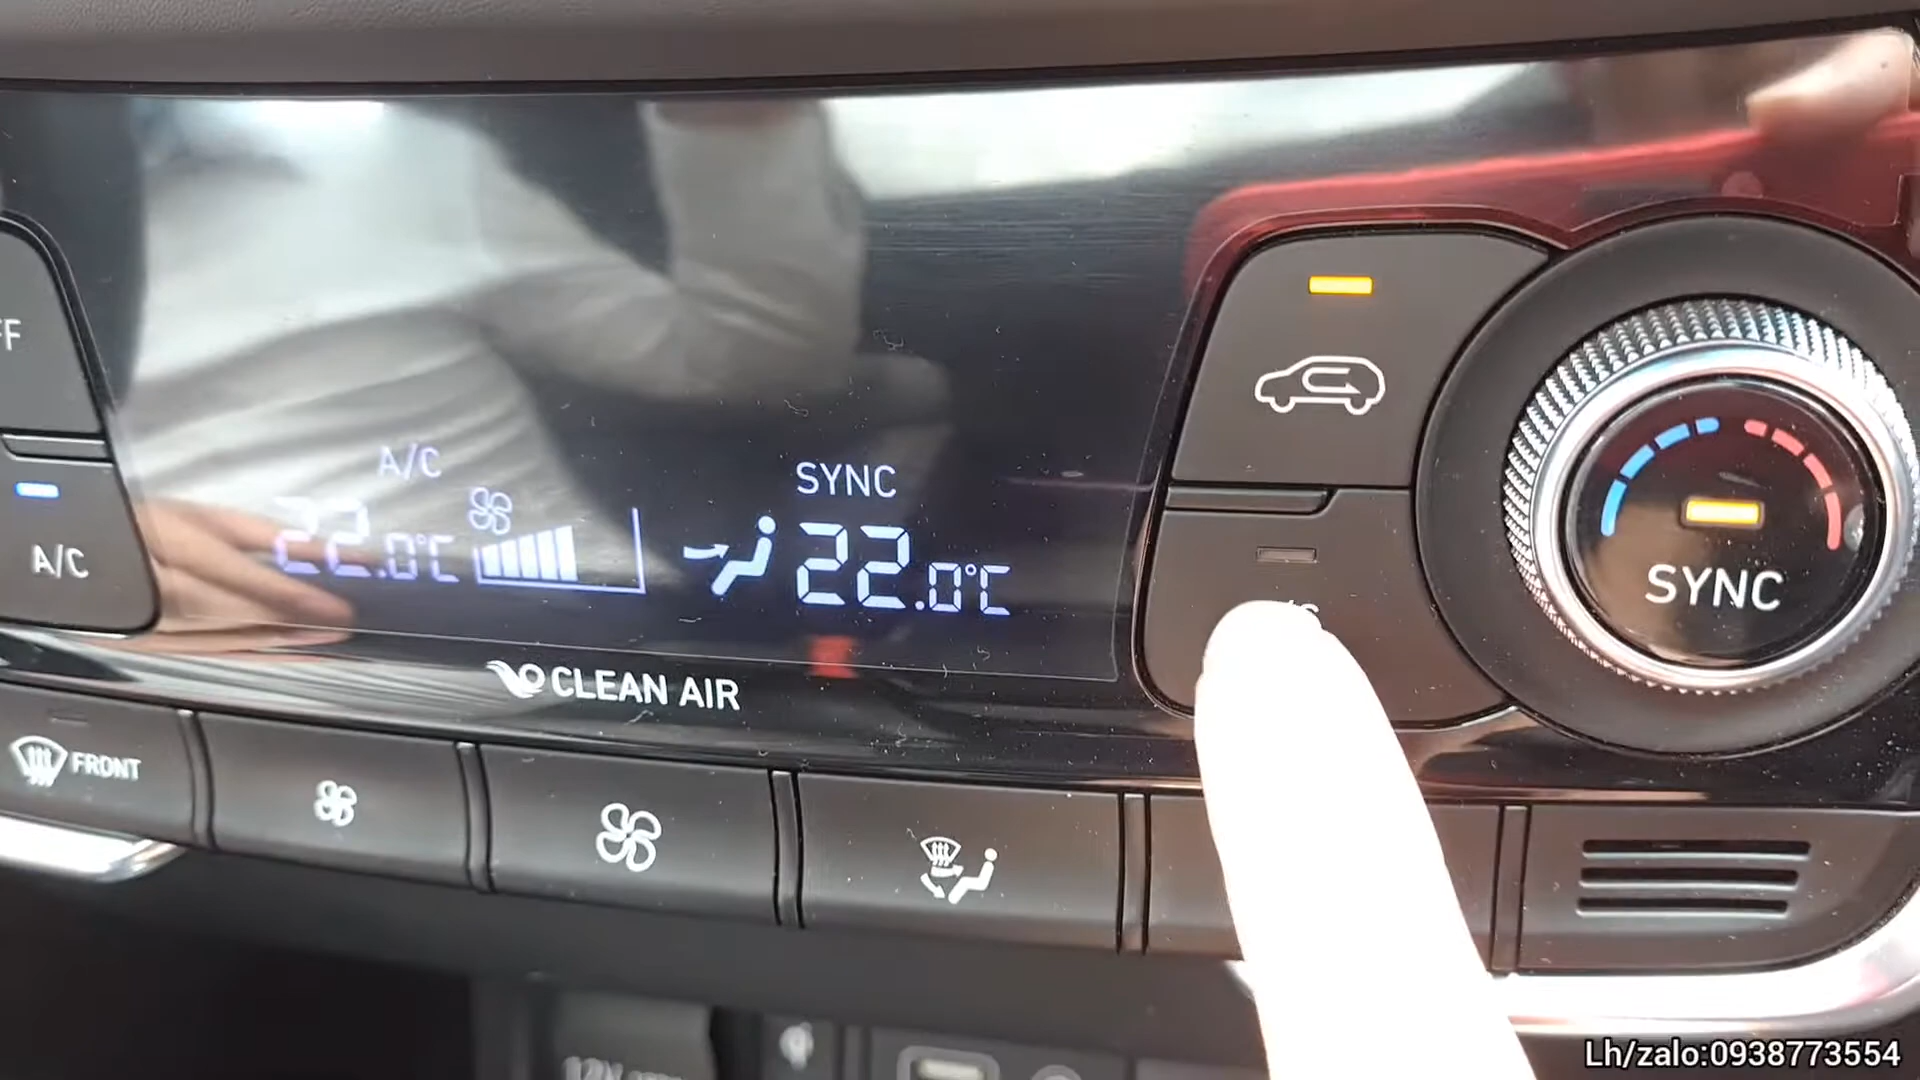 A/C
SYNC
22.0°C
22.0°C
A/C
SYNC
CLEAN AIR
FRONT
Lh/zalo:0938773554